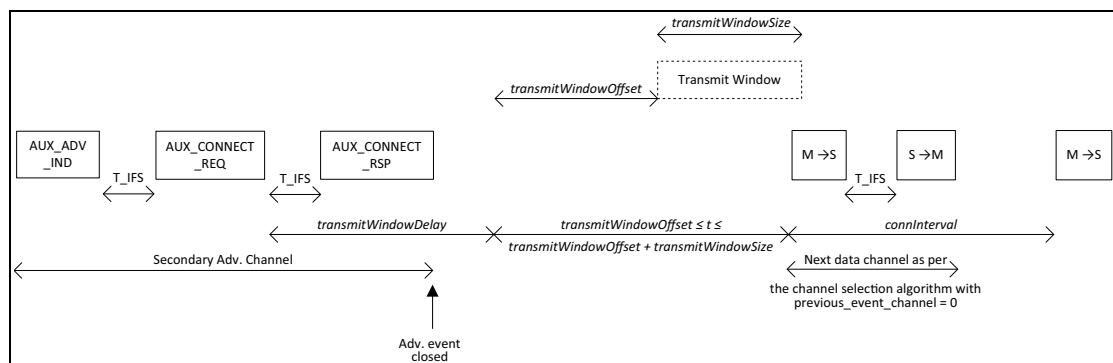 transmitWindowSize
Transmit Window
transmitWindowOffset
AUX_ADV
_IND
AUX_CONNECT
_REQ
AUX_CONNECT
_RSP
M →S
S →M
M →S
T_IFS
T_IFS
T_IFS
transmitWindowDelay
transmitWindowOffset ≤ t ≤
transmitWindowOffset + transmitWindowSize
connInterval
Secondary Adv. Channel
Next data channel as per
the channel selection algorithm with
previous_event_channel = 0
Adv. event
closed